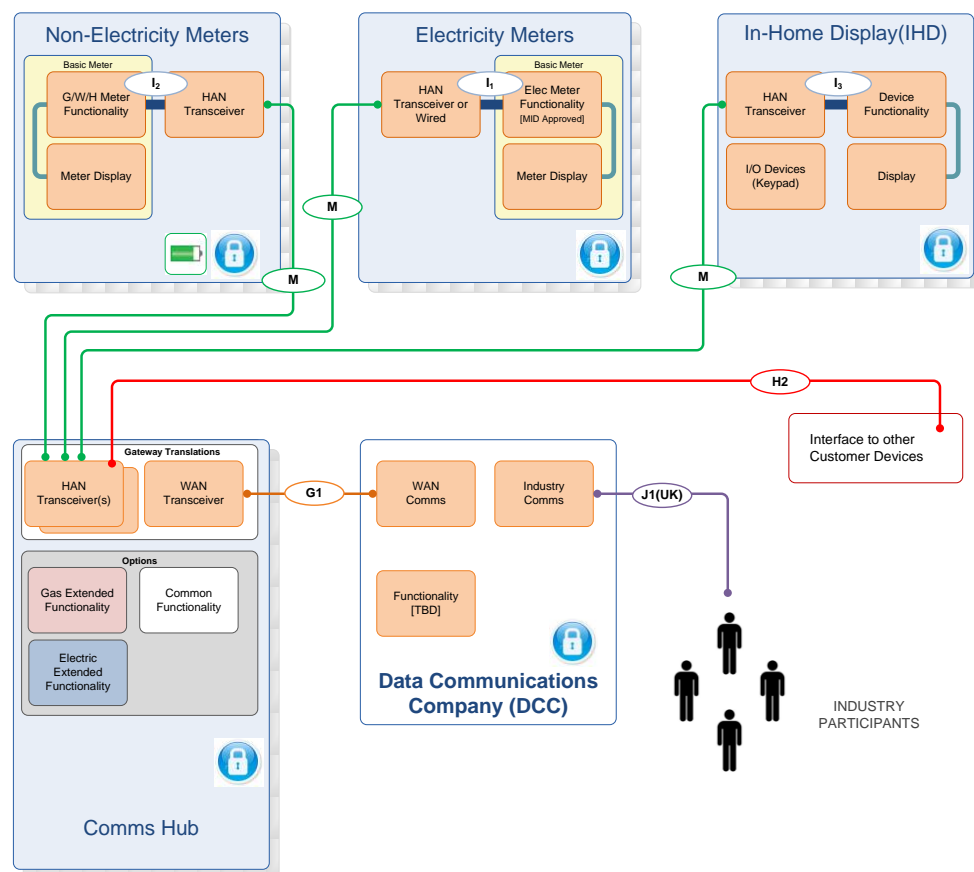 Non-Electricity Meters
Basic Meter
I2
G/W/H Meter
Functionality
HAN
Transceiver
Meter Display
M
Electricity Meters
Basic Meter
I1
HAN
Transceiver or
Wired
Elec Meter
Functionality
[MID Approved]
Meter Display
M
In-Home Display(IHD)
I3
HAN
Transceiver
Device
Functionality
I/O Devices
(Keypad)
Display
M
H2
Interface to other
Customer Devices
Gateway Translations
HAN
Transceiver(s)
WAN
Transceiver
G1
Options
Gas Extended
Functionality
Common
Functionality
Electric
Extended
Functionality
Comms Hub
WAN
Comms
Industry
Comms
J1(UK)
Functionality
[TBD]
Data Communications
Company (DCC)
INDUSTRY
PARTICIPANTS